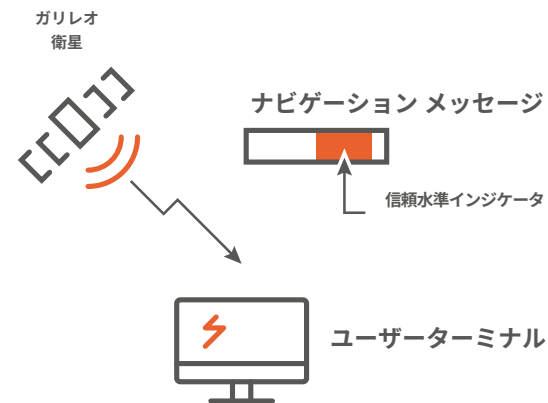 ガリレオ
衛星
ナビゲーション メッセージ
信頼水準インジケータ
ユーザーターミナル